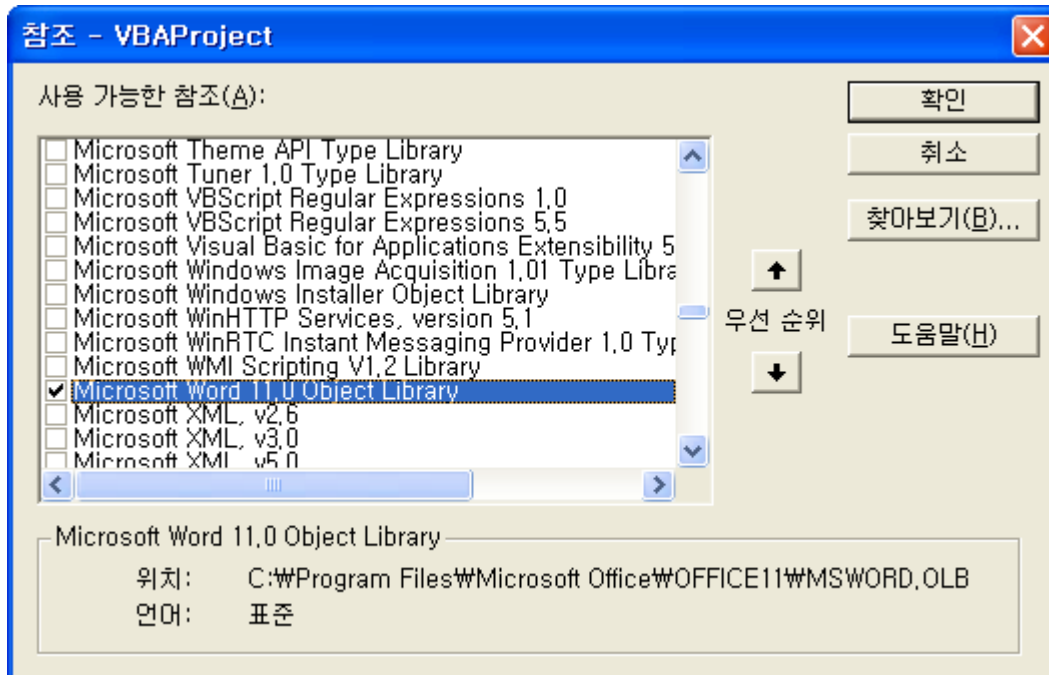 참조 - VBAProject
사용 가능한 참조(A):
Microsoft Theme API Type Library
Microsoft Tuner 1.0 Type Library
Microsoft VBScript Regular Expressions 1.0
Microsoft VBScript Regular Expressions 5.5
Microsoft Visual Basic for Applications Extensibility 5
Microsoft Windows Image Acquisition 1.01 Type Libra
Microsoft Windows Installer Object Library
Microsoft WinHTTP Services, version 5.1
Microsoft WinRTC Instant Messaging Provider 1.0 Typ
Microsoft WMI Scripting V1.2 Library
Microsoft Word 11.0 Object Library
Microsoft XML, v2.6
Microsoft XML, v3.0
Microsoft XML, v5.0
우선 순위
확인
취소
찾아보기(B)...
도움말(H)
Microsoft Word 11.0 Object Library
위치: C:₩Program Files₩Microsoft Office₩OFFICE11₩MSWORD.OLB
언어: 표준